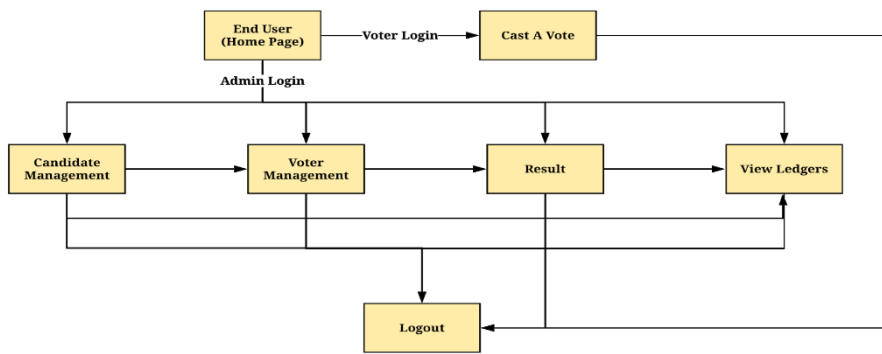 End User
(Home Page)
Voter Login
Cast A Vote
Admin Login
Candidate
Management
Voter
Management
Result
View Ledgers
Logout